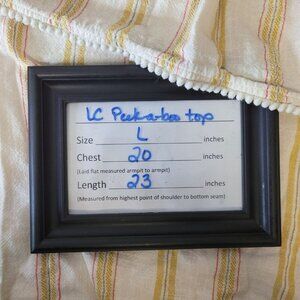 LC Peek-a-boo top
Size L inches
Chest 20 inches
(Laid flat measured armpit to armpit)
Length 23 inches
(Measured from highest point of shoulder to bottom seam)